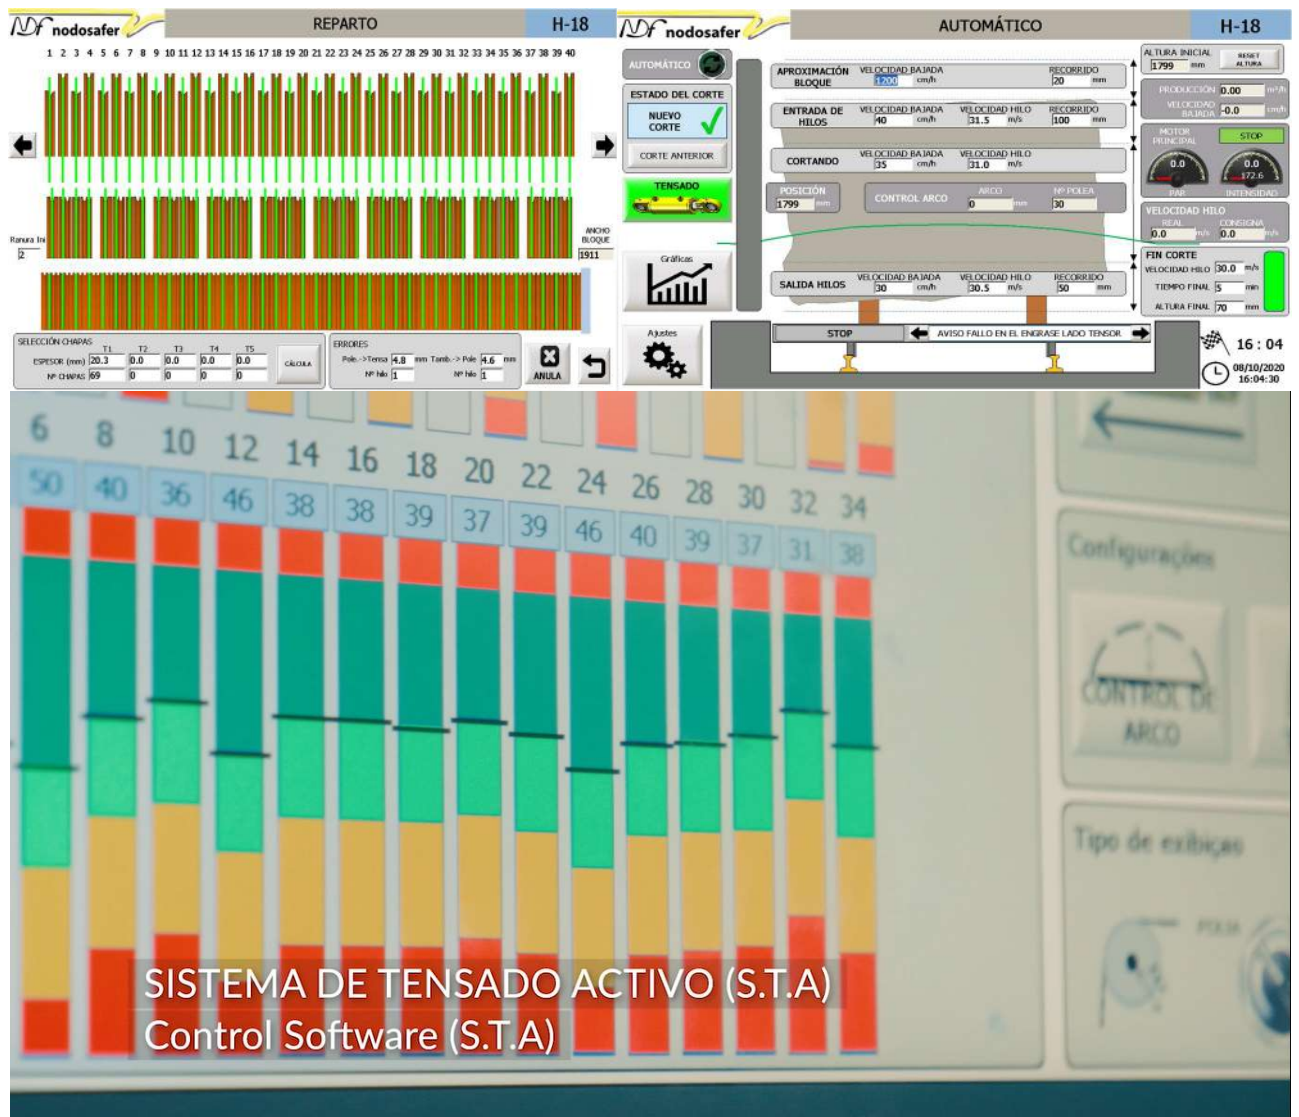 nodosafer
REPARTO
H-18
1 2 3 4 5 6 7 8 9 10 11 12 13 14 15 16 17 18 19 20 21 22 23 24 25 26 27 28 29 30 31 32 33 34 35 36 37 38 39 40
Ranura Ini
2
ANCHO
BLOQUE
1911
SELECCIÓN CHAPAS
T1 T2 T3 T4 T5
ESPESOR (mm) 20.3 0.0 0.0 0.0 0.0
Nº CHAPAS 69 0 0 0 0
CÁLCULA
ERRORES
Pole.->Tensa 4.8 mm Tamb.-> Pole 4.6 mm
Nº hilo 1 Nº hilo 1
ANULA
nodosafer
AUTOMÁTICO
H-18
AUTOMÁTICO
ESTADO DEL CORTE
NUEVO
CORTE
CORTE ANTERIOR
TENSADO
Gráficas
Ajustes
APROXIMACIÓN
BLOQUE
VELOCIDAD BAJADA
1200 cm/h
RECORRIDO
20 mm
ENTRADA DE
HILOS
VELOCIDAD BAJADA VELOCIDAD HILO RECORRIDO
40 cm/h 31.5 m/s 100 mm
CORTANDO
VELOCIDAD BAJADA VELOCIDAD HILO
35 cm/h 31.0 m/s
POSICIÓN
1799 mm
CONTROL ARCO
ARCO Nº POLEA
0 mm 30
SALIDA HILOS
VELOCIDAD BAJADA VELOCIDAD HILO RECORRIDO
30 cm/h 30.5 m/s 50 mm
STOP
AVISO FALLO EN EL ENGRASE LADO TENSOR
ALTURA INICIAL
1799 mm
RESET
ALTURA
PRODUCCIÓN 0.00 m²/h
VELOCIDAD
BAJADA -0.0 cm/h
MOTOR
PRINCIPAL
STOP
0.0 0.0
172.6
PAR INTENSIDAD
VELOCIDAD HILO
REAL CONSIGNA
0.0 m/s 0.0 m/s
FIN CORTE
VELOCIDAD HILO 30.0 m/s
TIEMPO FINAL 5 min
ALTURA FINAL 70 mm
16 : 04
08/10/2020
16:04:30
6 8 10 12 14 16 18 20 22 24 26 28 30 32 34
50 40 36 46 38 38 39 37 39 46 40 39 37 31 38
Configurações
CONTROL DE
ARCO
Tipo de exibiçao
SISTEMA DE TENSADO ACTIVO (S.T.A)
Control Software (S.T.A)